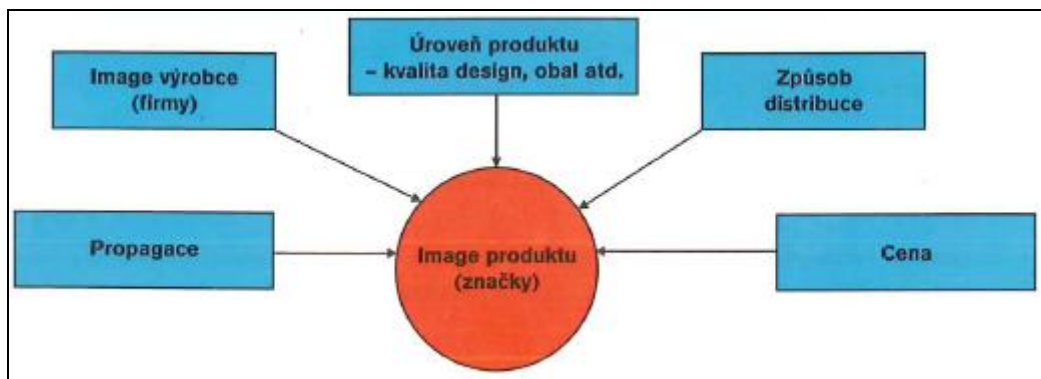 Úroveň produktu
– kvalita design, obal atd.
Image výrobce
(firmy)
Způsob
distribuce
Propagace
Image produktu
(značky)
Cena